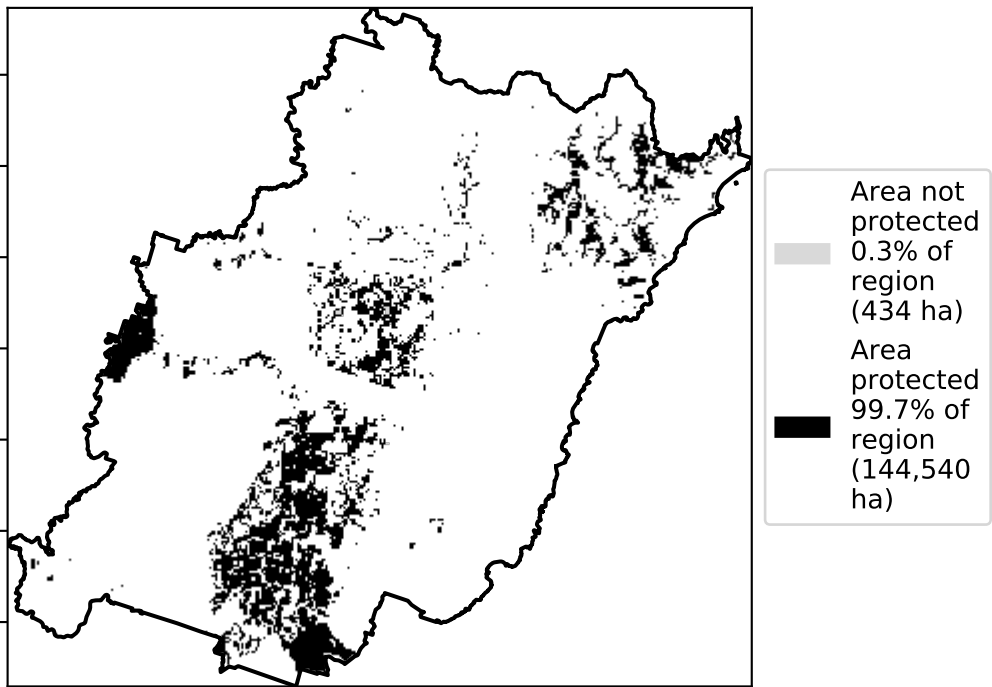 Area not
protected
0.3% of
region
(434 ha)
Area
protected
99.7% of
region
(144,540
ha)